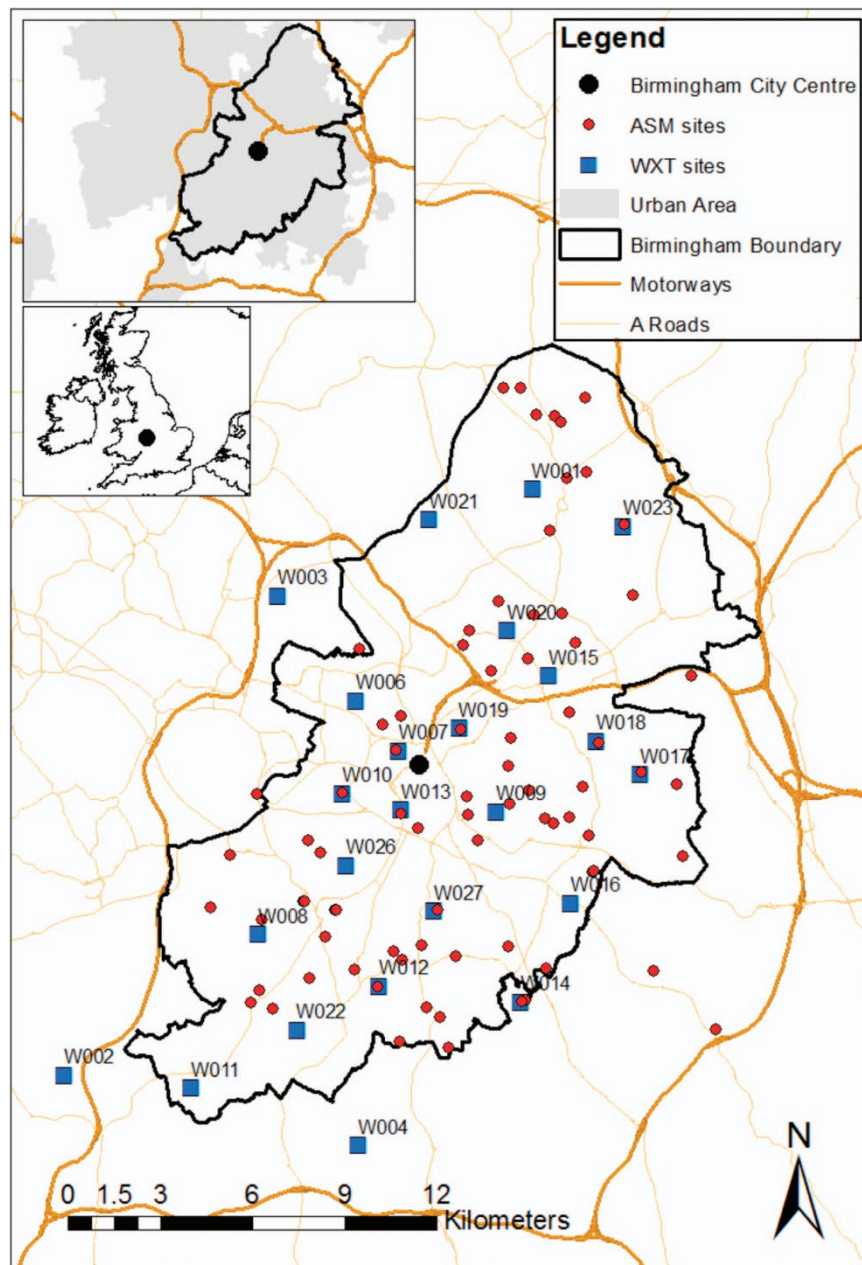 Legend
Birmingham City Centre
ASM sites
WXT sites
Urban Area
Birmingham Boundary
Motorways
A Roads
W001
W021
W023
W003
W020
W015
W006
W019
W007
W018
W017
W010
W013
W009
W026
W016
W027
W008
W012
W014
W022
W002
W011
W004
N
0 1.5 3 6 9 12
Kilometers